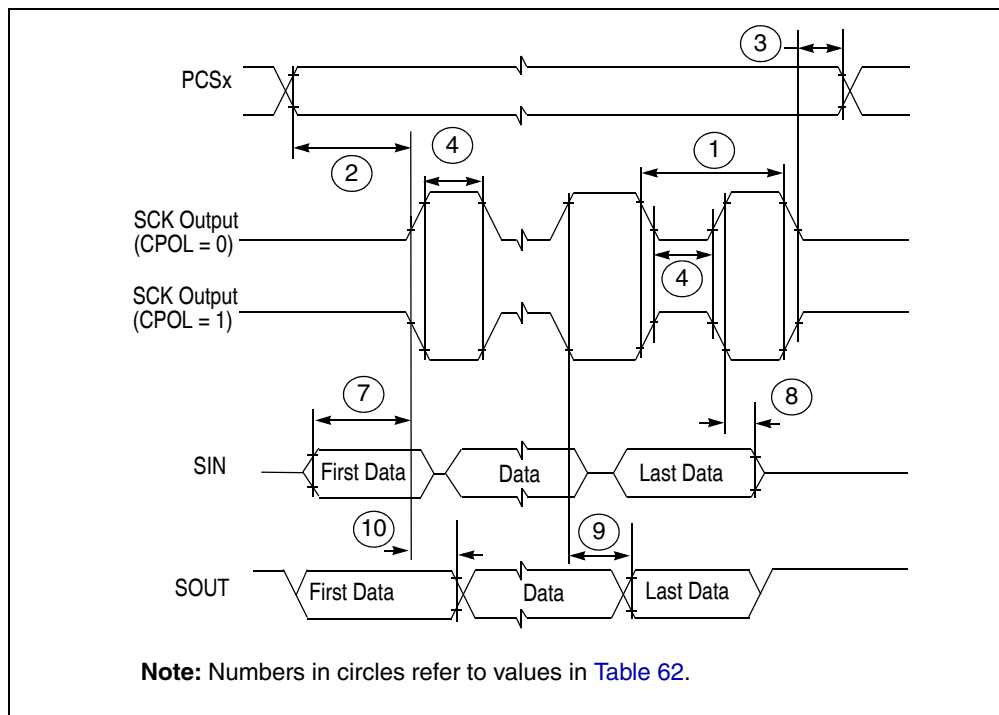 3
PCSx
2
4
1
SCK Output
(CPOL = 0)
4
SCK Output
(CPOL = 1)
7
8
SIN
First Data
Data
Last Data
10
9
SOUT
First Data
Data
Last Data
Note: Numbers in circles refer to values in Table 62.